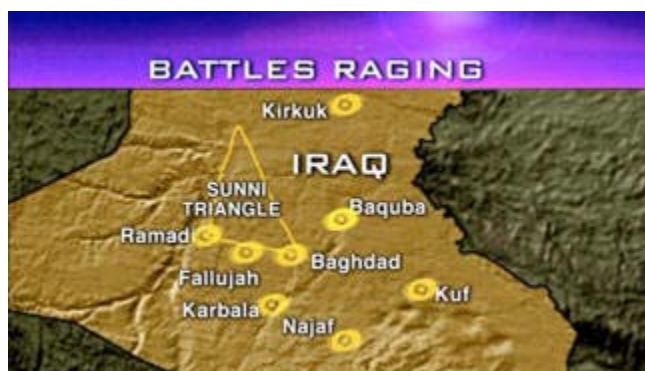 BATTLES RAGING
Kirkuk
IRAQ
SUNNI
TRIANGLE
Baquba
Ramadi
Fallujah
Baghdad
Karbala
Kuf
Najaf